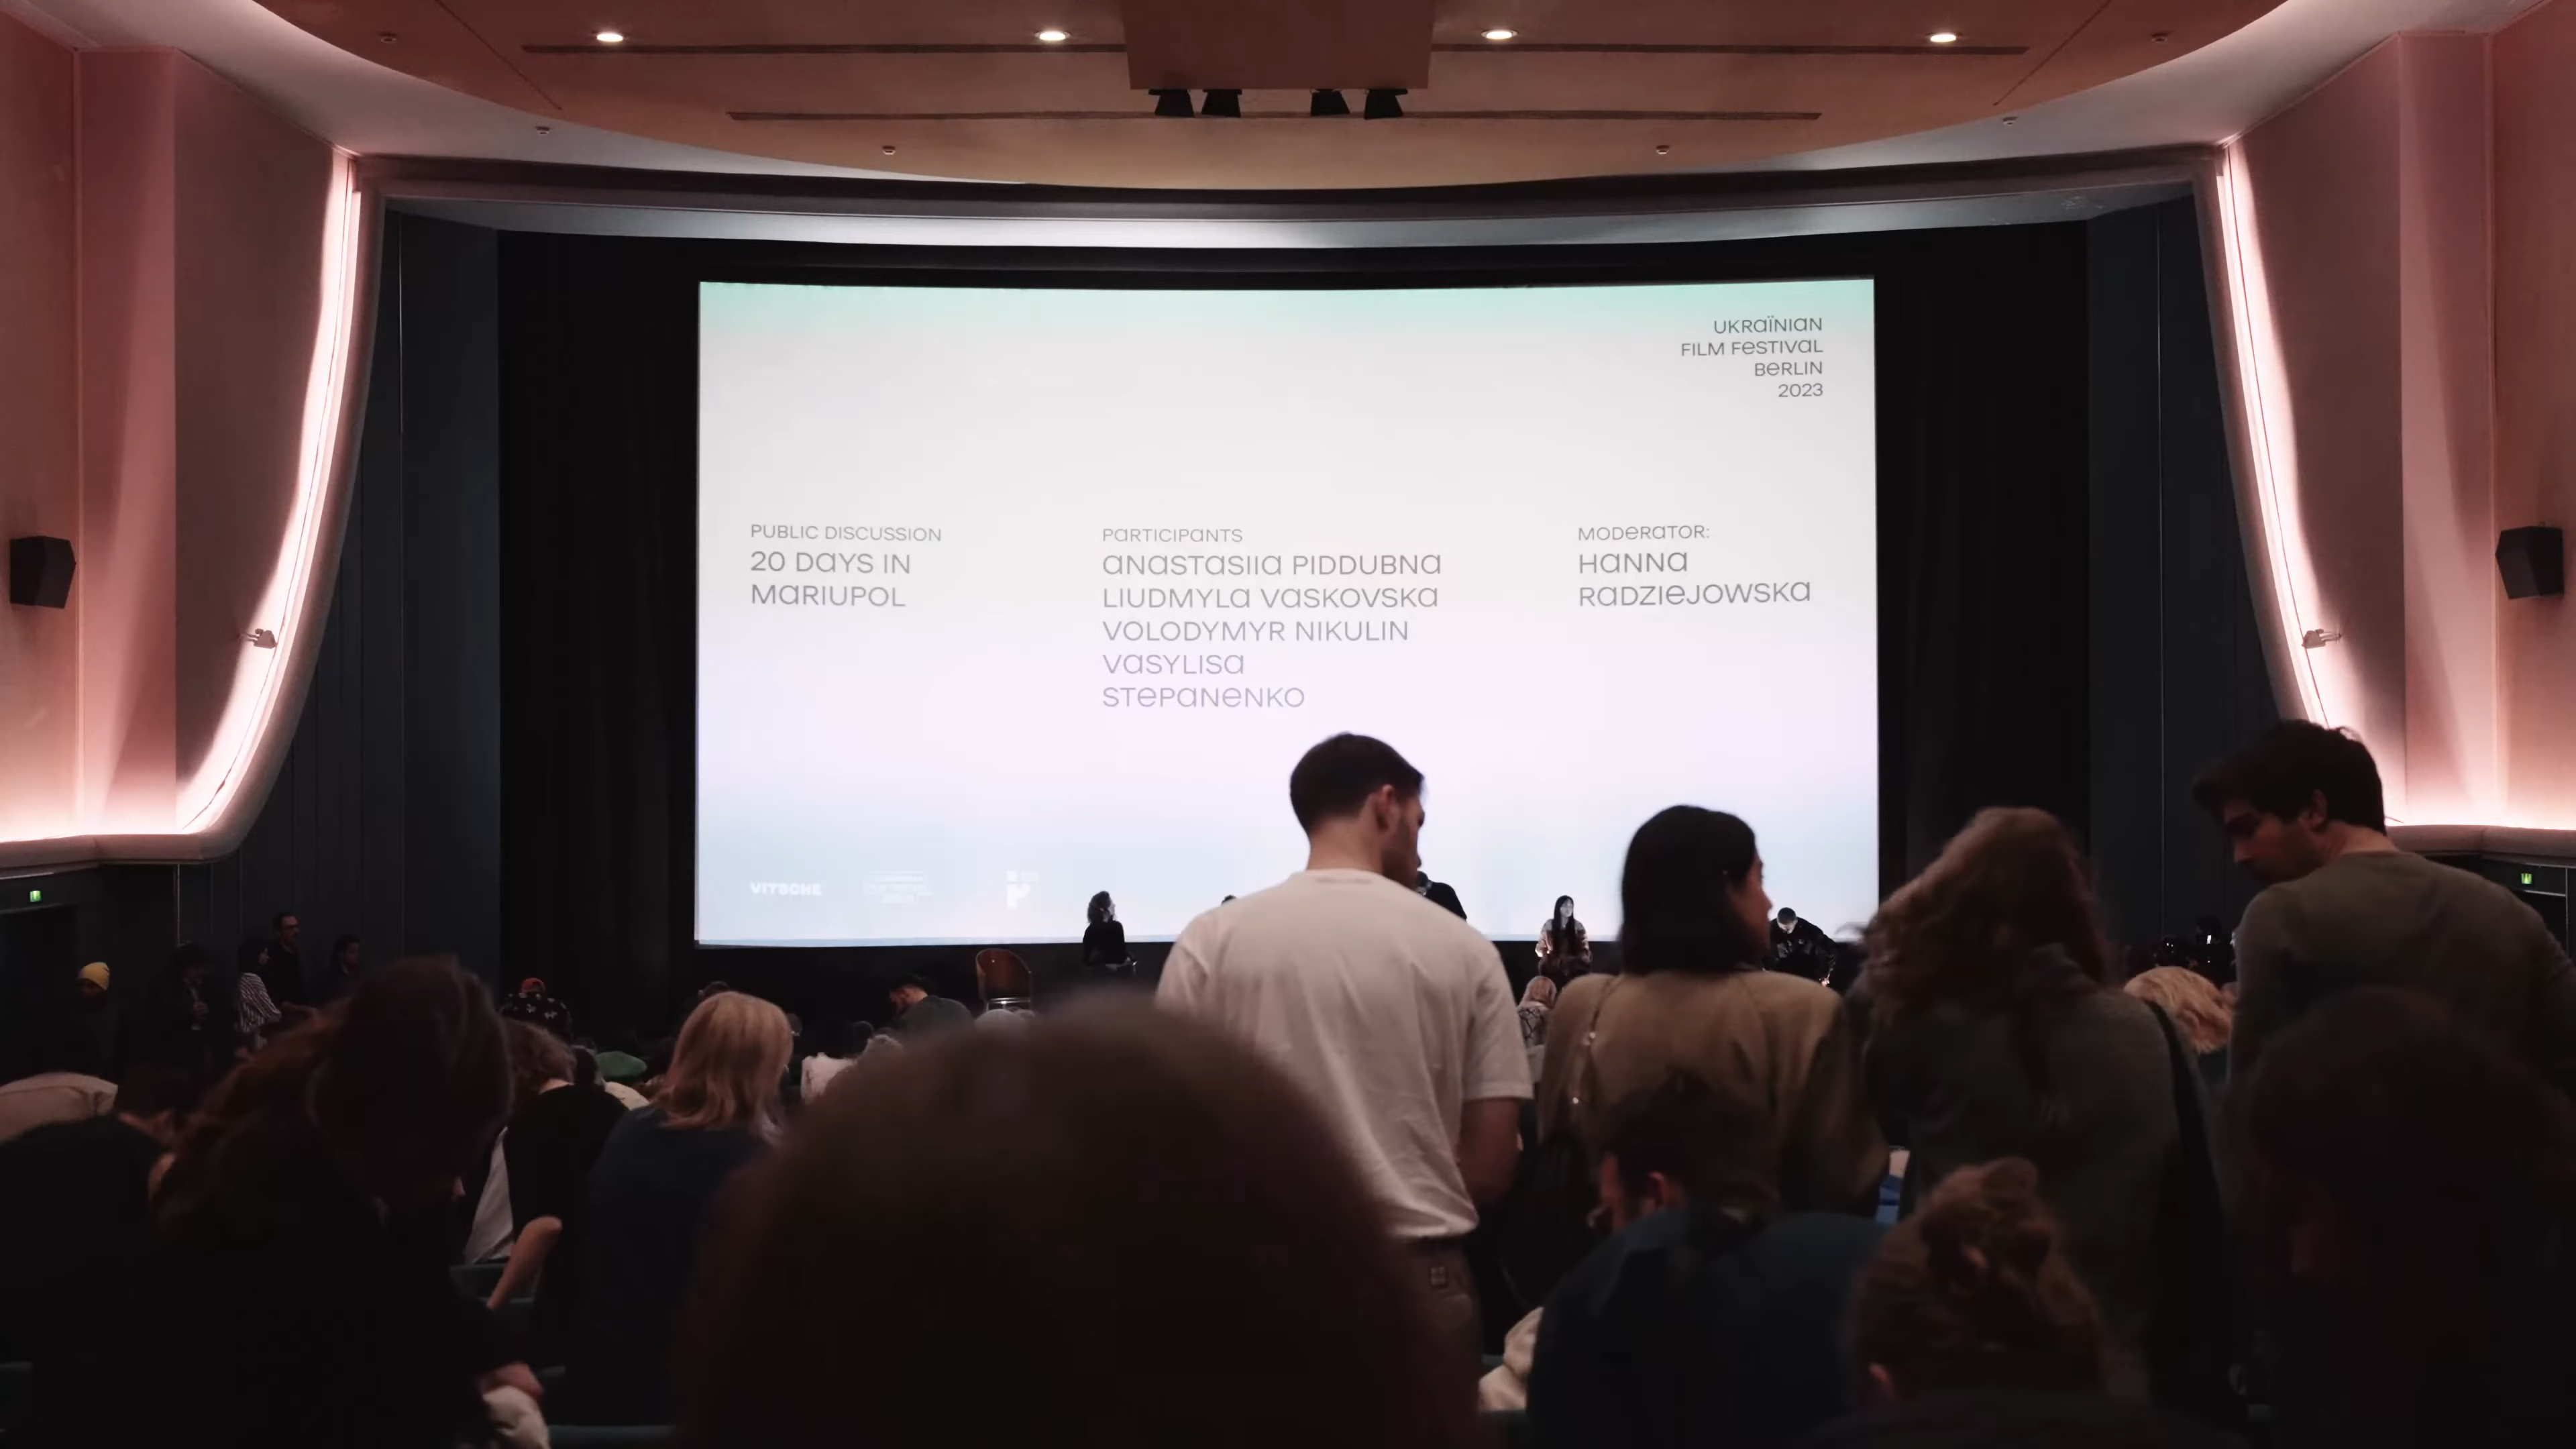 UKRAÏNIAN
FILM FESTIVAL
BERLIN
2023
PUBLIC DISCUSSION
20 DAYS IN
MARIUPOL
PARTICIPANTS
ANASTASIIA PIDDUBNA
LIUDMYLA VASKOVSKA
VOLODYMYR NIKULIN
VASYLISA
STEPANENKO
MODERATOR:
HANNA
RADZIEJOWSKA
VITSCHE